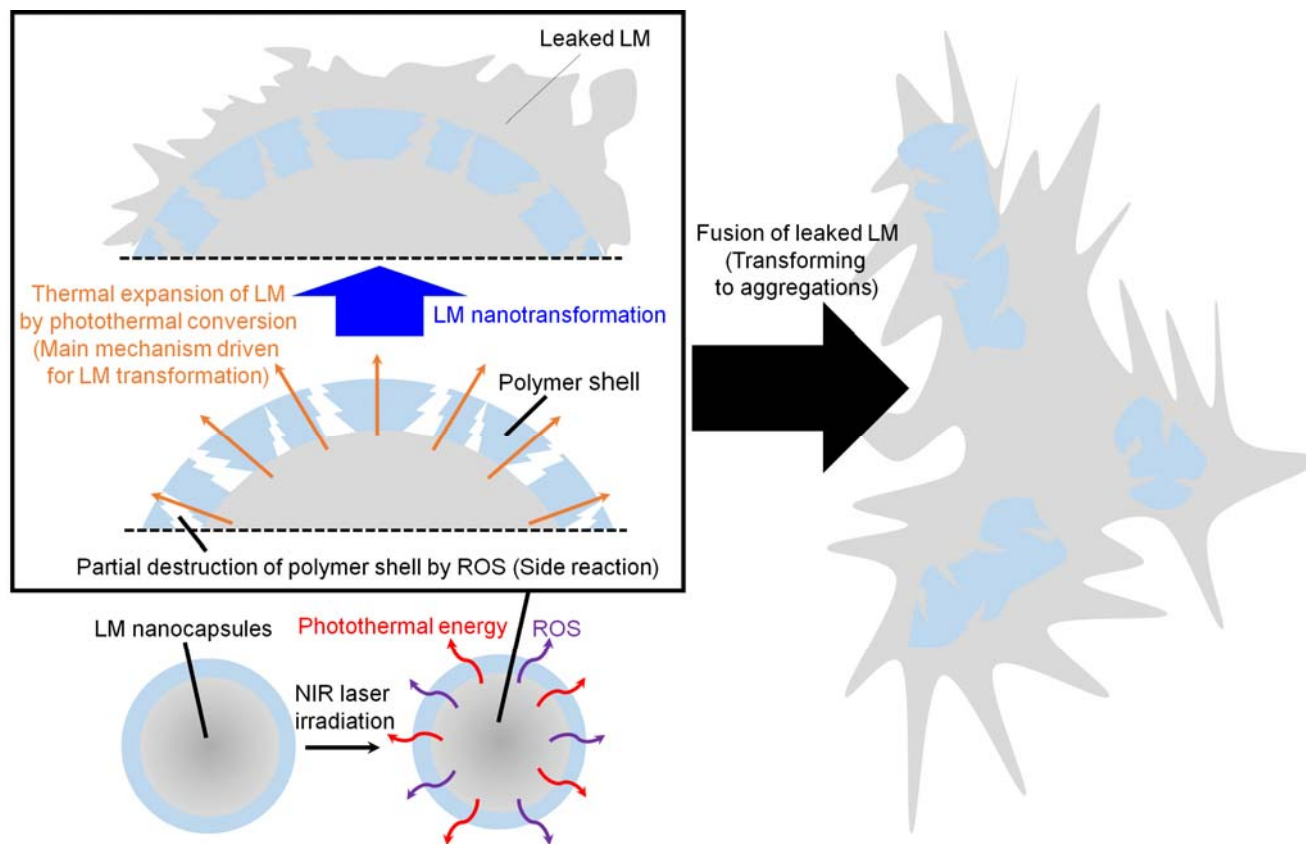 Leaked LM
Thermal expansion of LM
by photothermal conversion
(Main mechanism driven
for LM transformation)
LM nanotransformation
Polymer shell
Partial destruction of polymer shell by ROS (Side reaction)
Fusion of leaked LM
(Transforming
to aggregations)
LM nanocapsules
NIR laser
irradiation
Photothermal energy
ROS